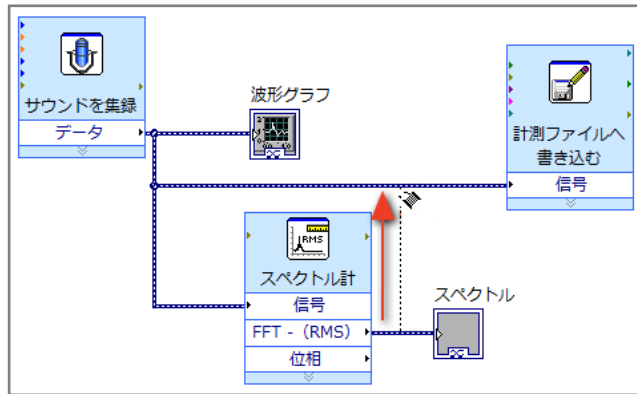 サウンドを集録
データ
波形グラフ
計測ファイルへ
書き込む
信号
RMS
スペクトル計
信号
FFT - (RMS)
位相
スペクトル